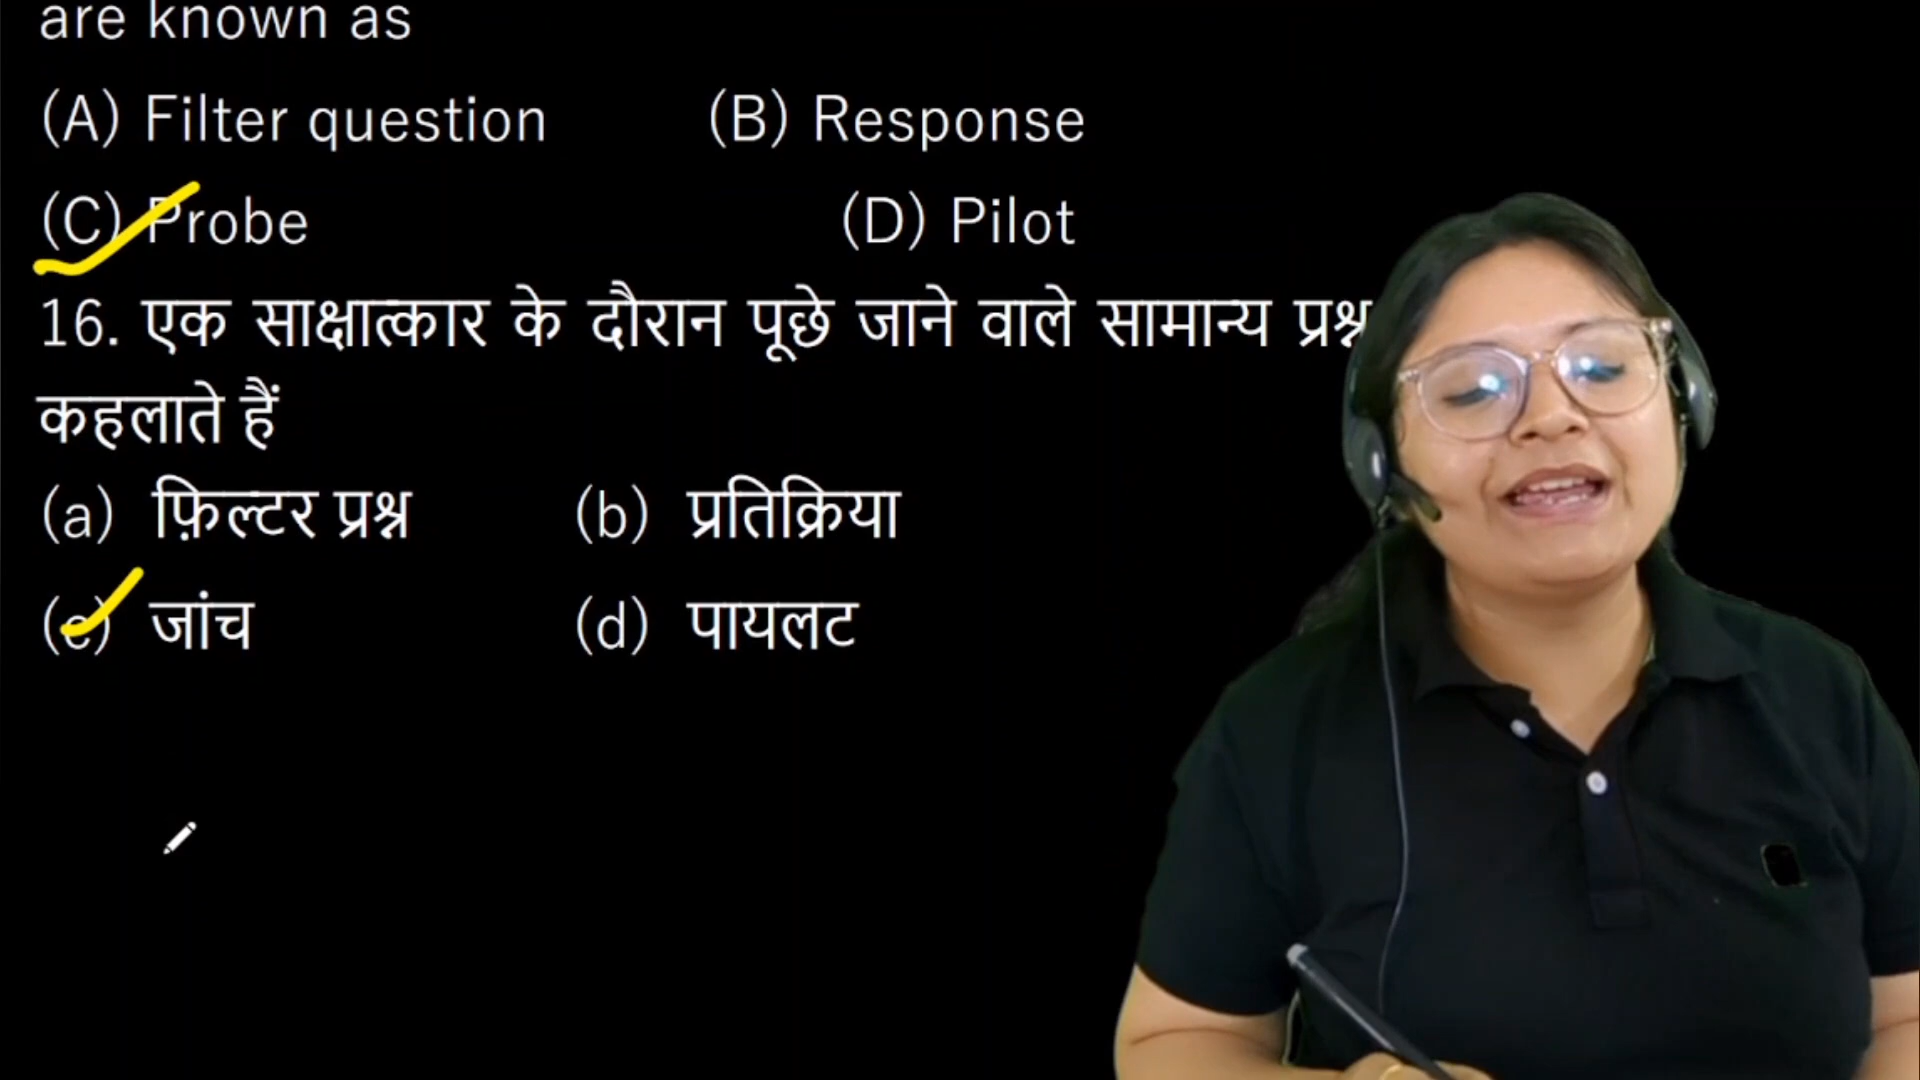 are known as
(A) Filter question (B) Response
(C) Probe (D) Pilot
16. एक साक्षात्कार के दौरान पूछे जाने वाले सामान्य प्रश्न
कहलाते हैं
(a) फ़िल्टर प्रश्न (b) प्रतिक्रिया
(c) जांच (d) पायलट